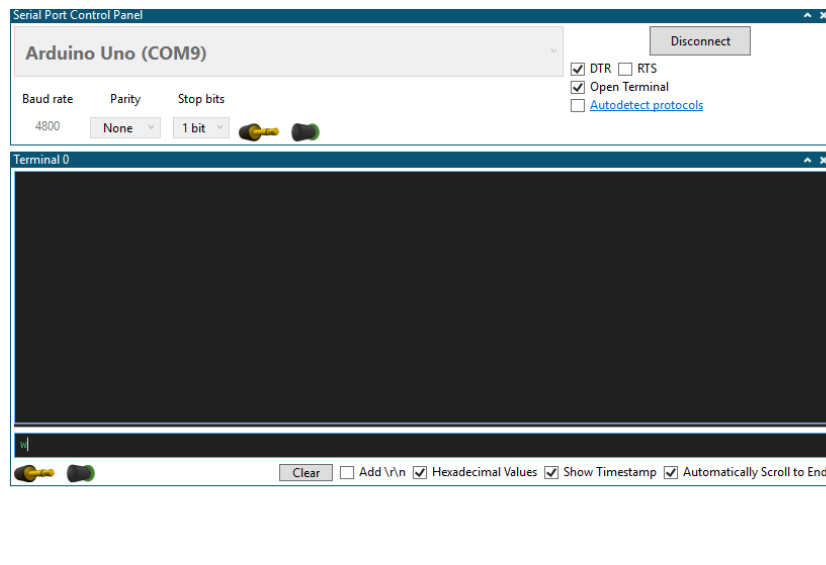 Serial Port Control Panel
Arduino Uno (COM9)
Disconnect
DTR RTS
Open Terminal
Autodetect protocols
Baud rate Parity Stop bits
4800 None 1 bit
Terminal 0
w
Clear Add \r\n Hexadecimal Values Show Timestamp Automatically Scroll to End